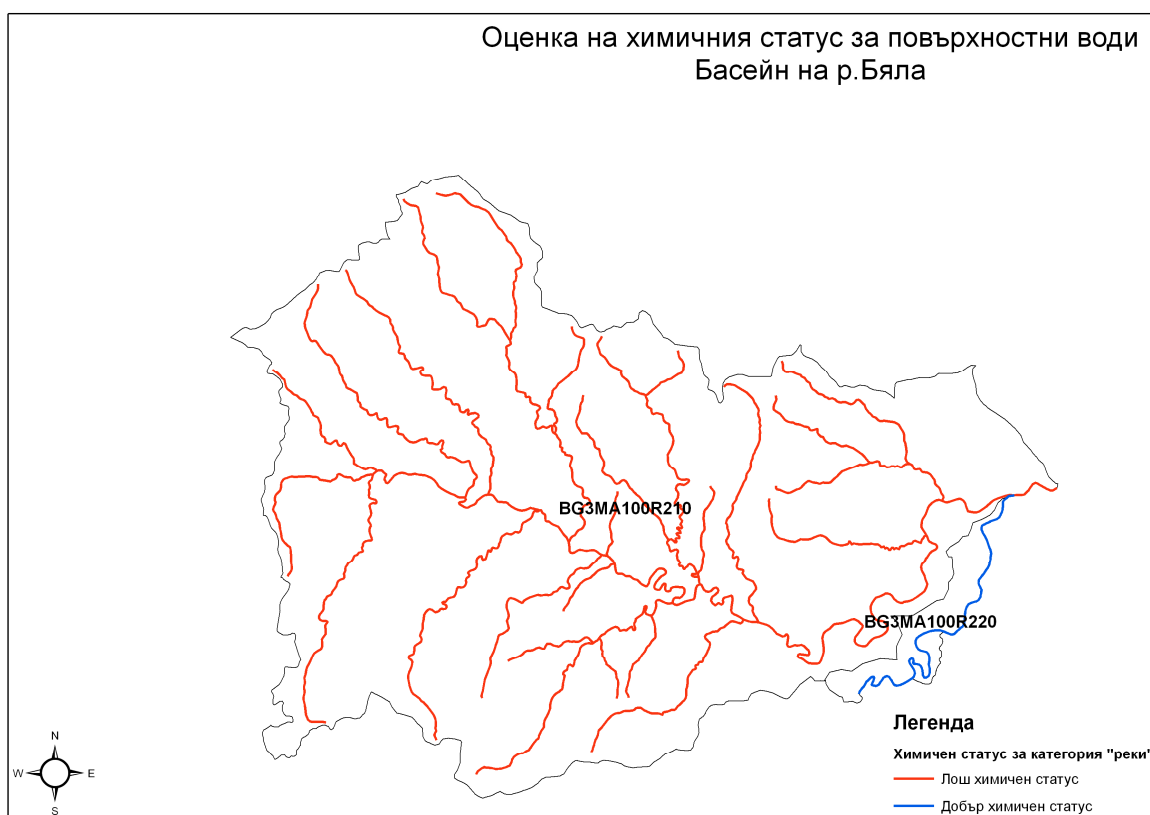 Оценка на химичния статус за повърхностни води
Басейн на р.Бяла
BG3MA100R210
BG3MA100R220
Легенда
Химичен статус за категория "реки"
Лош химичен статус
Добър химичен статус
N
W E
S